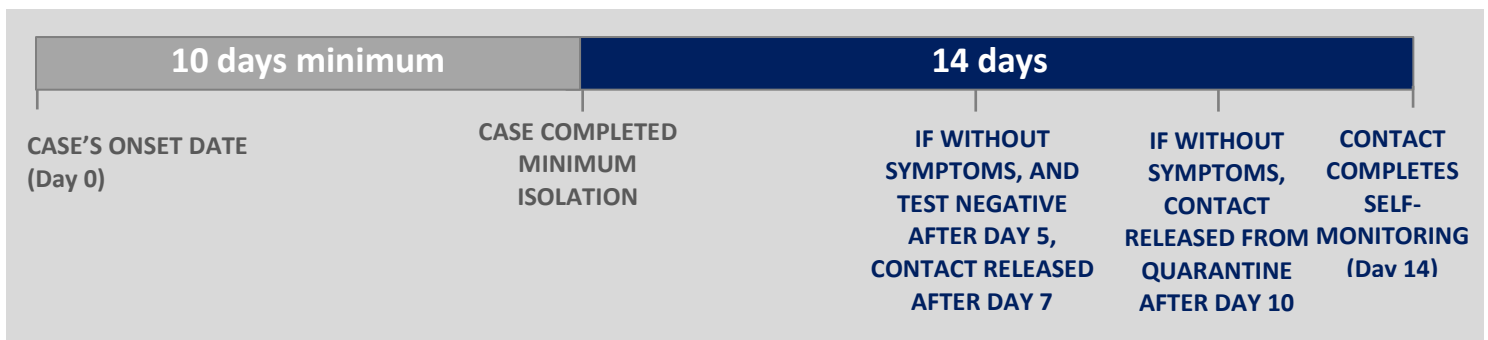 10 days minimum
14 days
CASE’S ONSET DATE
(Day 0)
CASE COMPLETED
MINIMUM
ISOLATION
IF WITHOUT
SYMPTOMS, AND
TEST NEGATIVE
AFTER DAY 5,
CONTACT RELEASED
AFTER DAY 7
IF WITHOUT
SYMPTOMS,
CONTACT
RELEASED FROM
QUARANTINE
AFTER DAY 10
CONTACT
COMPLETES
SELF-
MONITORING
(Day 14)